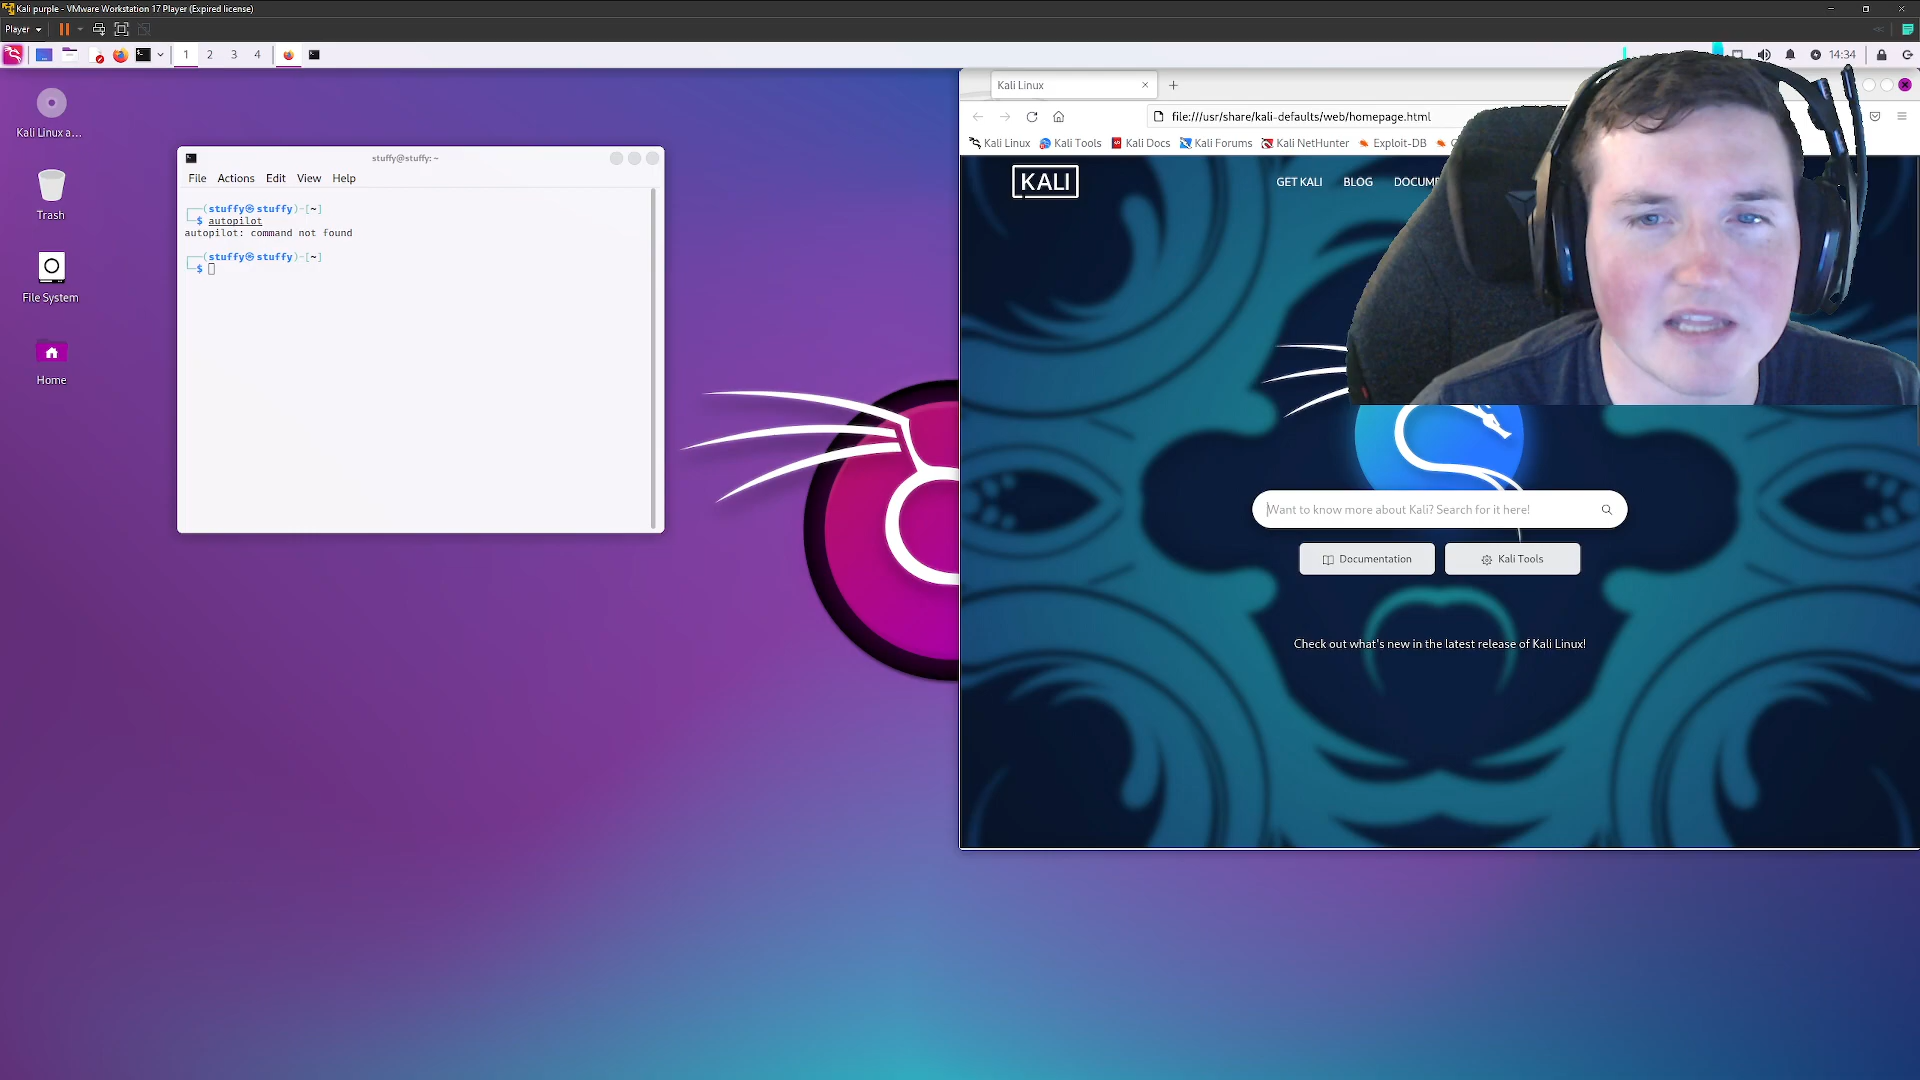 Kali purple - VMware Workstation 17 Player (Expired license)
Player
1 2 3 4
14:34
Kali Linux a...
Trash
File System
Home
stuffy@stuffy: ~
File Actions Edit View Help
┌──(stuffy㉿stuffy)-[~]
└─$ autopilot
autopilot: command not found
┌──(stuffy㉿stuffy)-[~]
└─$
Kali Linux
file:///usr/share/kali-defaults/web/homepage.html
Kali Linux Kali Tools Kali Docs Kali Forums Kali NetHunter Exploit-DB
KALI
GET KALI BLOG DOCUME
Want to know more about Kali? Search for it here!
Documentation Kali Tools
Check out what's new in the latest release of Kali Linux!